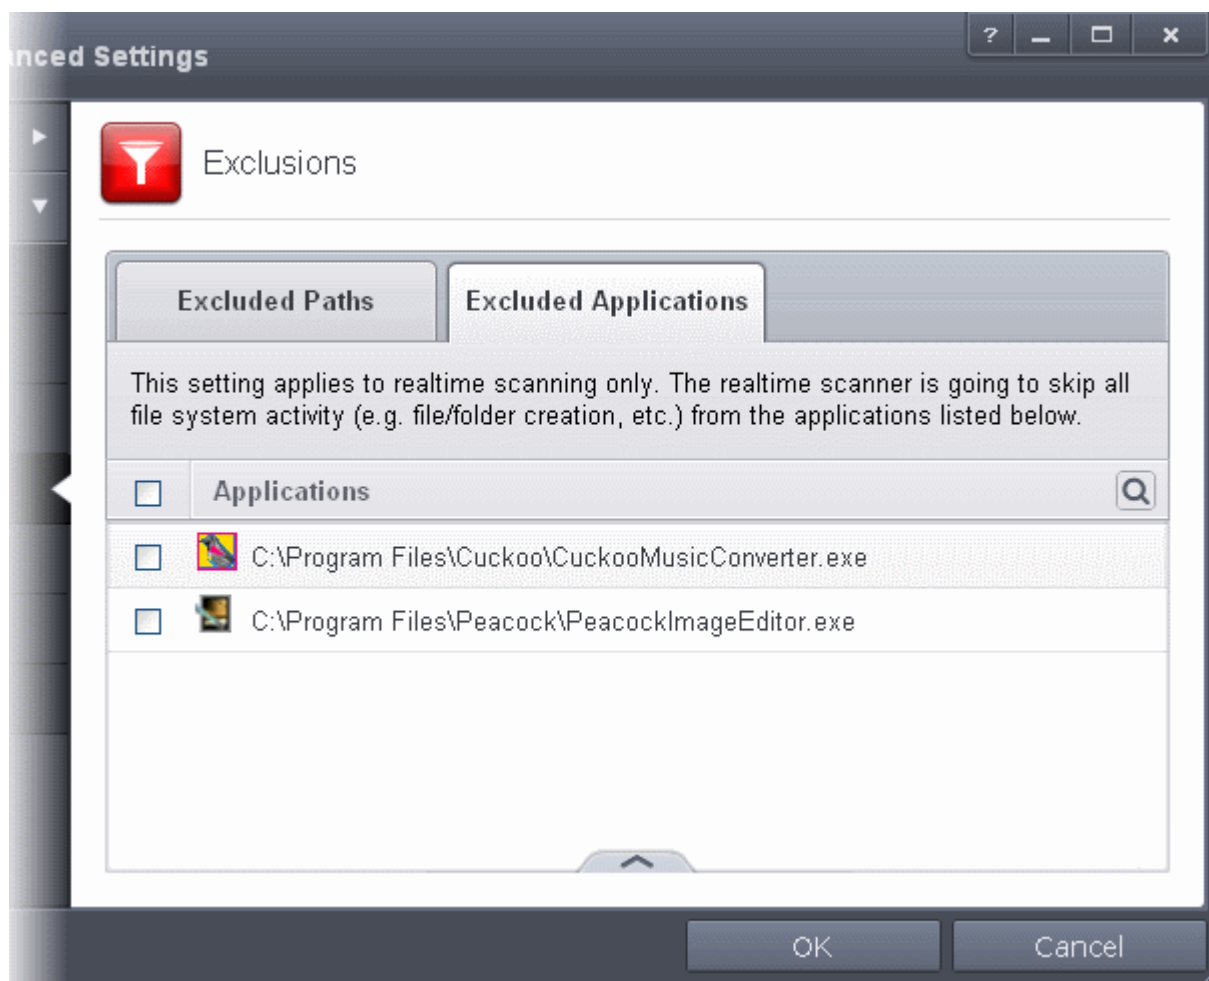 nced Settings
?
Exclusions
Excluded Paths
Excluded Applications
This setting applies to realtime scanning only. The realtime scanner is going to skip all
file system activity (e.g. file/folder creation, etc.) from the applications listed below.
Applications
C:\Program Files\Cuckoo\CuckooMusicConverter.exe
C:\Program Files\Peacock\PeacockImageEditor.exe
OK
Cancel